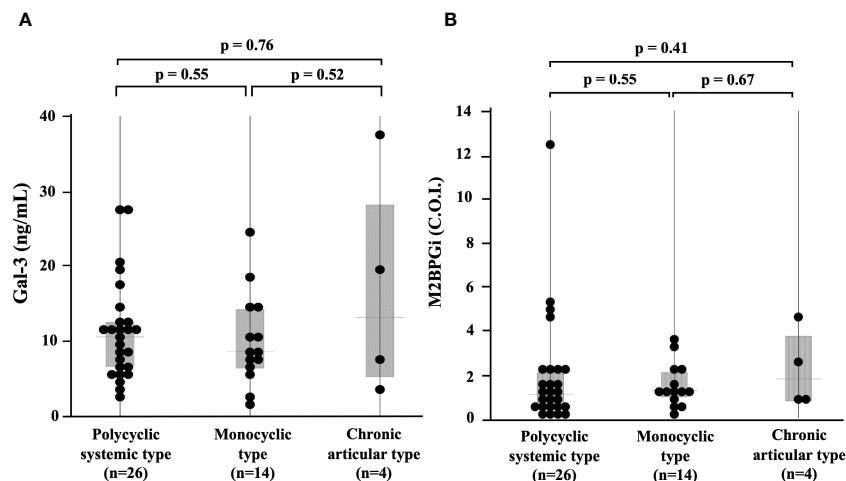 A
p = 0.76
p = 0.55
p = 0.52
40
30
20
10
0
Gal-3 (ng/mL)
Polycyclic
systemic type
(n=26)
Monocyclic
type
(n=14)
Chronic
articular type
(n=4)
B
p = 0.41
p = 0.55
p = 0.67
14
12
10
8
6
4
2
0
M2BPGi (C.O.I.)
Polycyclic
systemic type
(n=26)
Monocyclic
type
(n=14)
Chronic
articular type
(n=4)